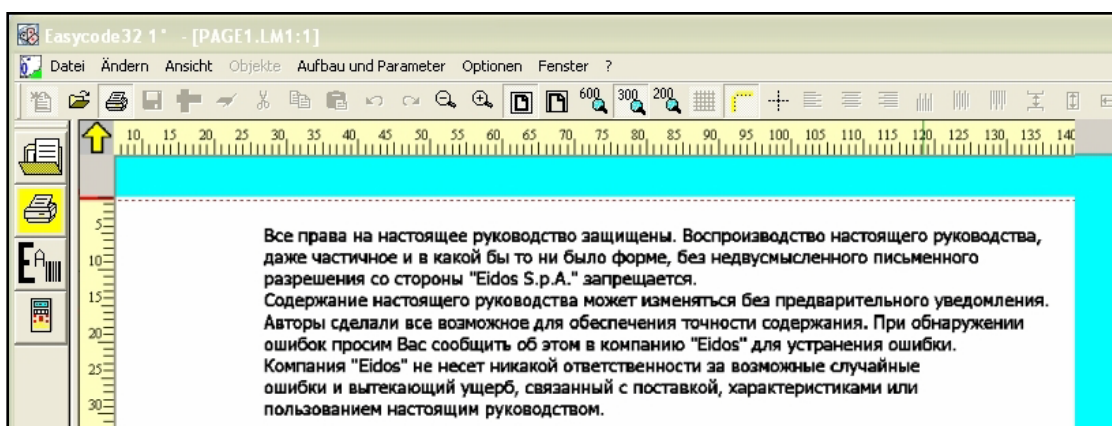 Easycode32 1° - [PAGE1.LM1:1]
Datei Ändern Ansicht Objekte Aufbau und Parameter Optionen Fenster ?
600 300 200
10 15 20 25 30 35 40 45 50 55 60 65 70 75 80 85 90 95 100 105 110 115 120 125 130 135 140
Все права на настоящее руководство защищены. Воспроизводство настоящего руководства,
5
даже частичное и в какой бы то ни было форме, без недвусмысленного письменного
10
разрешения со стороны "Eidos S.p.A." запрещается.
Содержание настоящего руководства может изменяться без предварительного уведомления.
15
Авторы сделали все возможное для обеспечения точности содержания. При обнаружении
20
ошибок просим Вас сообщить об этом в компанию "Eidos" для устранения ошибки.
Компания "Eidos" не несет никакой ответственности за возможные случайные
25
ошибки и вытекающий ущерб, связанный с поставкой, характеристиками или
30
пользованием настоящим руководством.
EA